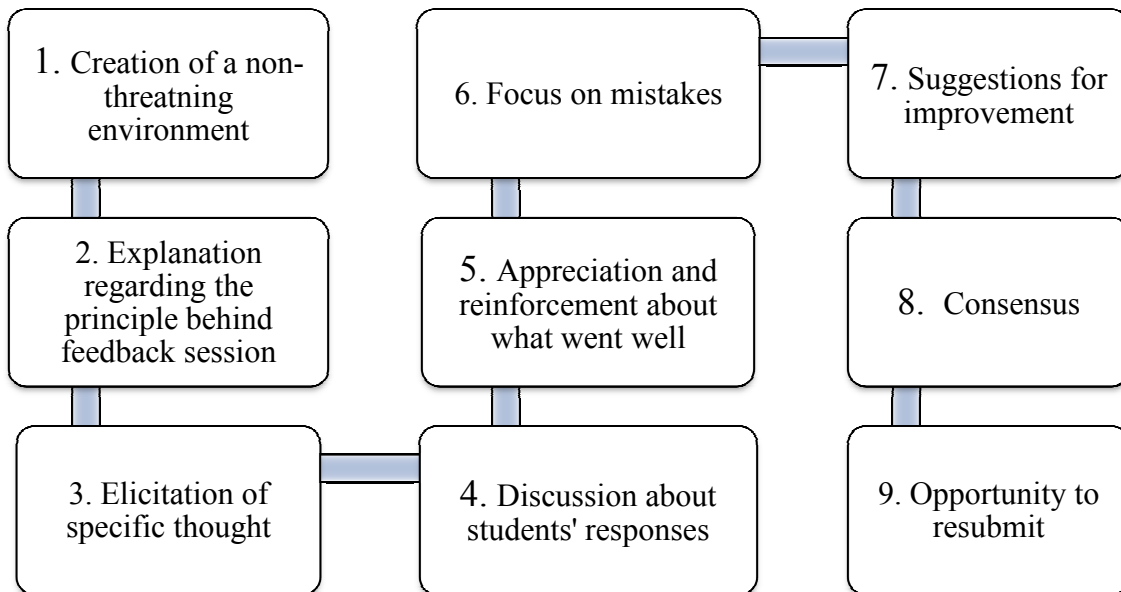 1. Creation of a non-
threatning
environment
2. Explanation
regarding the
principle behind
feedback session
3. Elicitation of
specific thought
4. Discussion about
students' responses
5. Appreciation and
reinforcement about
what went well
6. Focus on mistakes
7. Suggestions for
improvement
8. Consensus
9. Opportunity to
resubmit